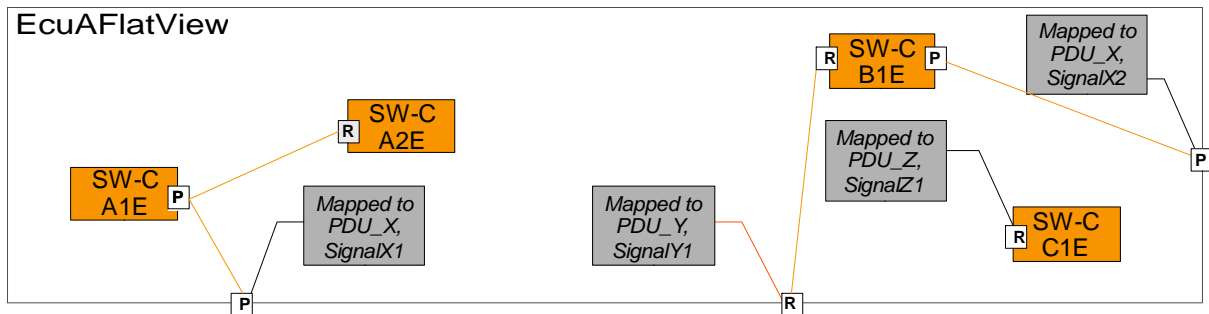 EcuAFlatView
SW-C
B1E
R
P
Mapped to
PDU_X,
SignalX2
SW-C
A2E
R
Mapped to
PDU_Z,
SignalZ1
P
SW-C
A1E
P
Mapped to
PDU_X,
SignalX1
Mapped to
PDU_Y,
SignalY1
SW-C
C1E
R
P
R